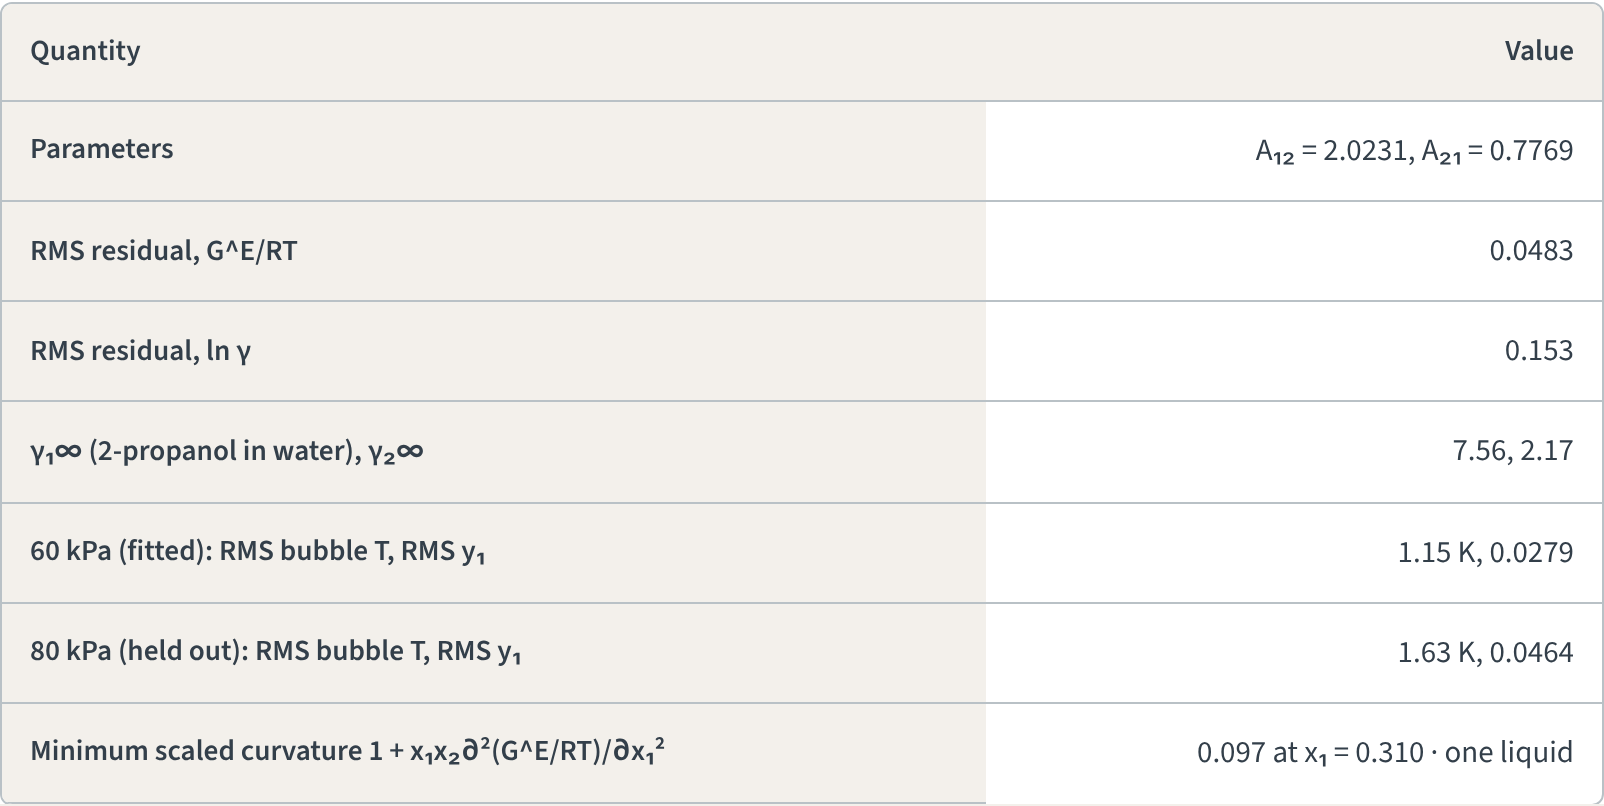 Quantity Value
Parameters A₁₂ = 2.0231, A₂₁ = 0.7769
RMS residual, G^E/RT 0.0483
RMS residual, ln γ 0.153
γ₁∞ (2-propanol in water), γ₂∞ 7.56, 2.17
60 kPa (fitted): RMS bubble T, RMS y₁ 1.15 K, 0.0279
80 kPa (held out): RMS bubble T, RMS y₁ 1.63 K, 0.0464
Minimum scaled curvature 1 + x₁x₂∂²(G^E/RT)/∂x₁² 0.097 at x₁ = 0.310 · one liquid